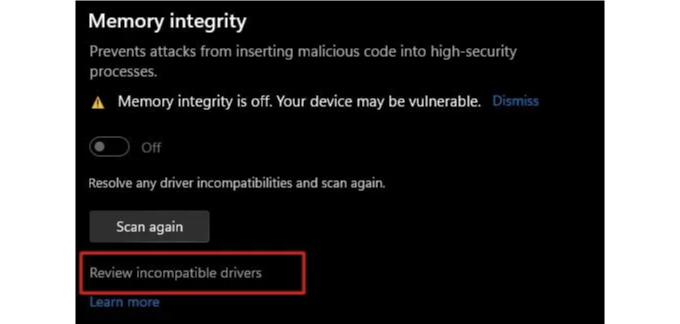 Memory integrity
Prevents attacks from inserting malicious code into high-security
processes.
Memory integrity is off. Your device may be vulnerable. Dismiss
Off
Resolve any driver incompatibilities and scan again.
Scan again
Review incompatible drivers
Learn more